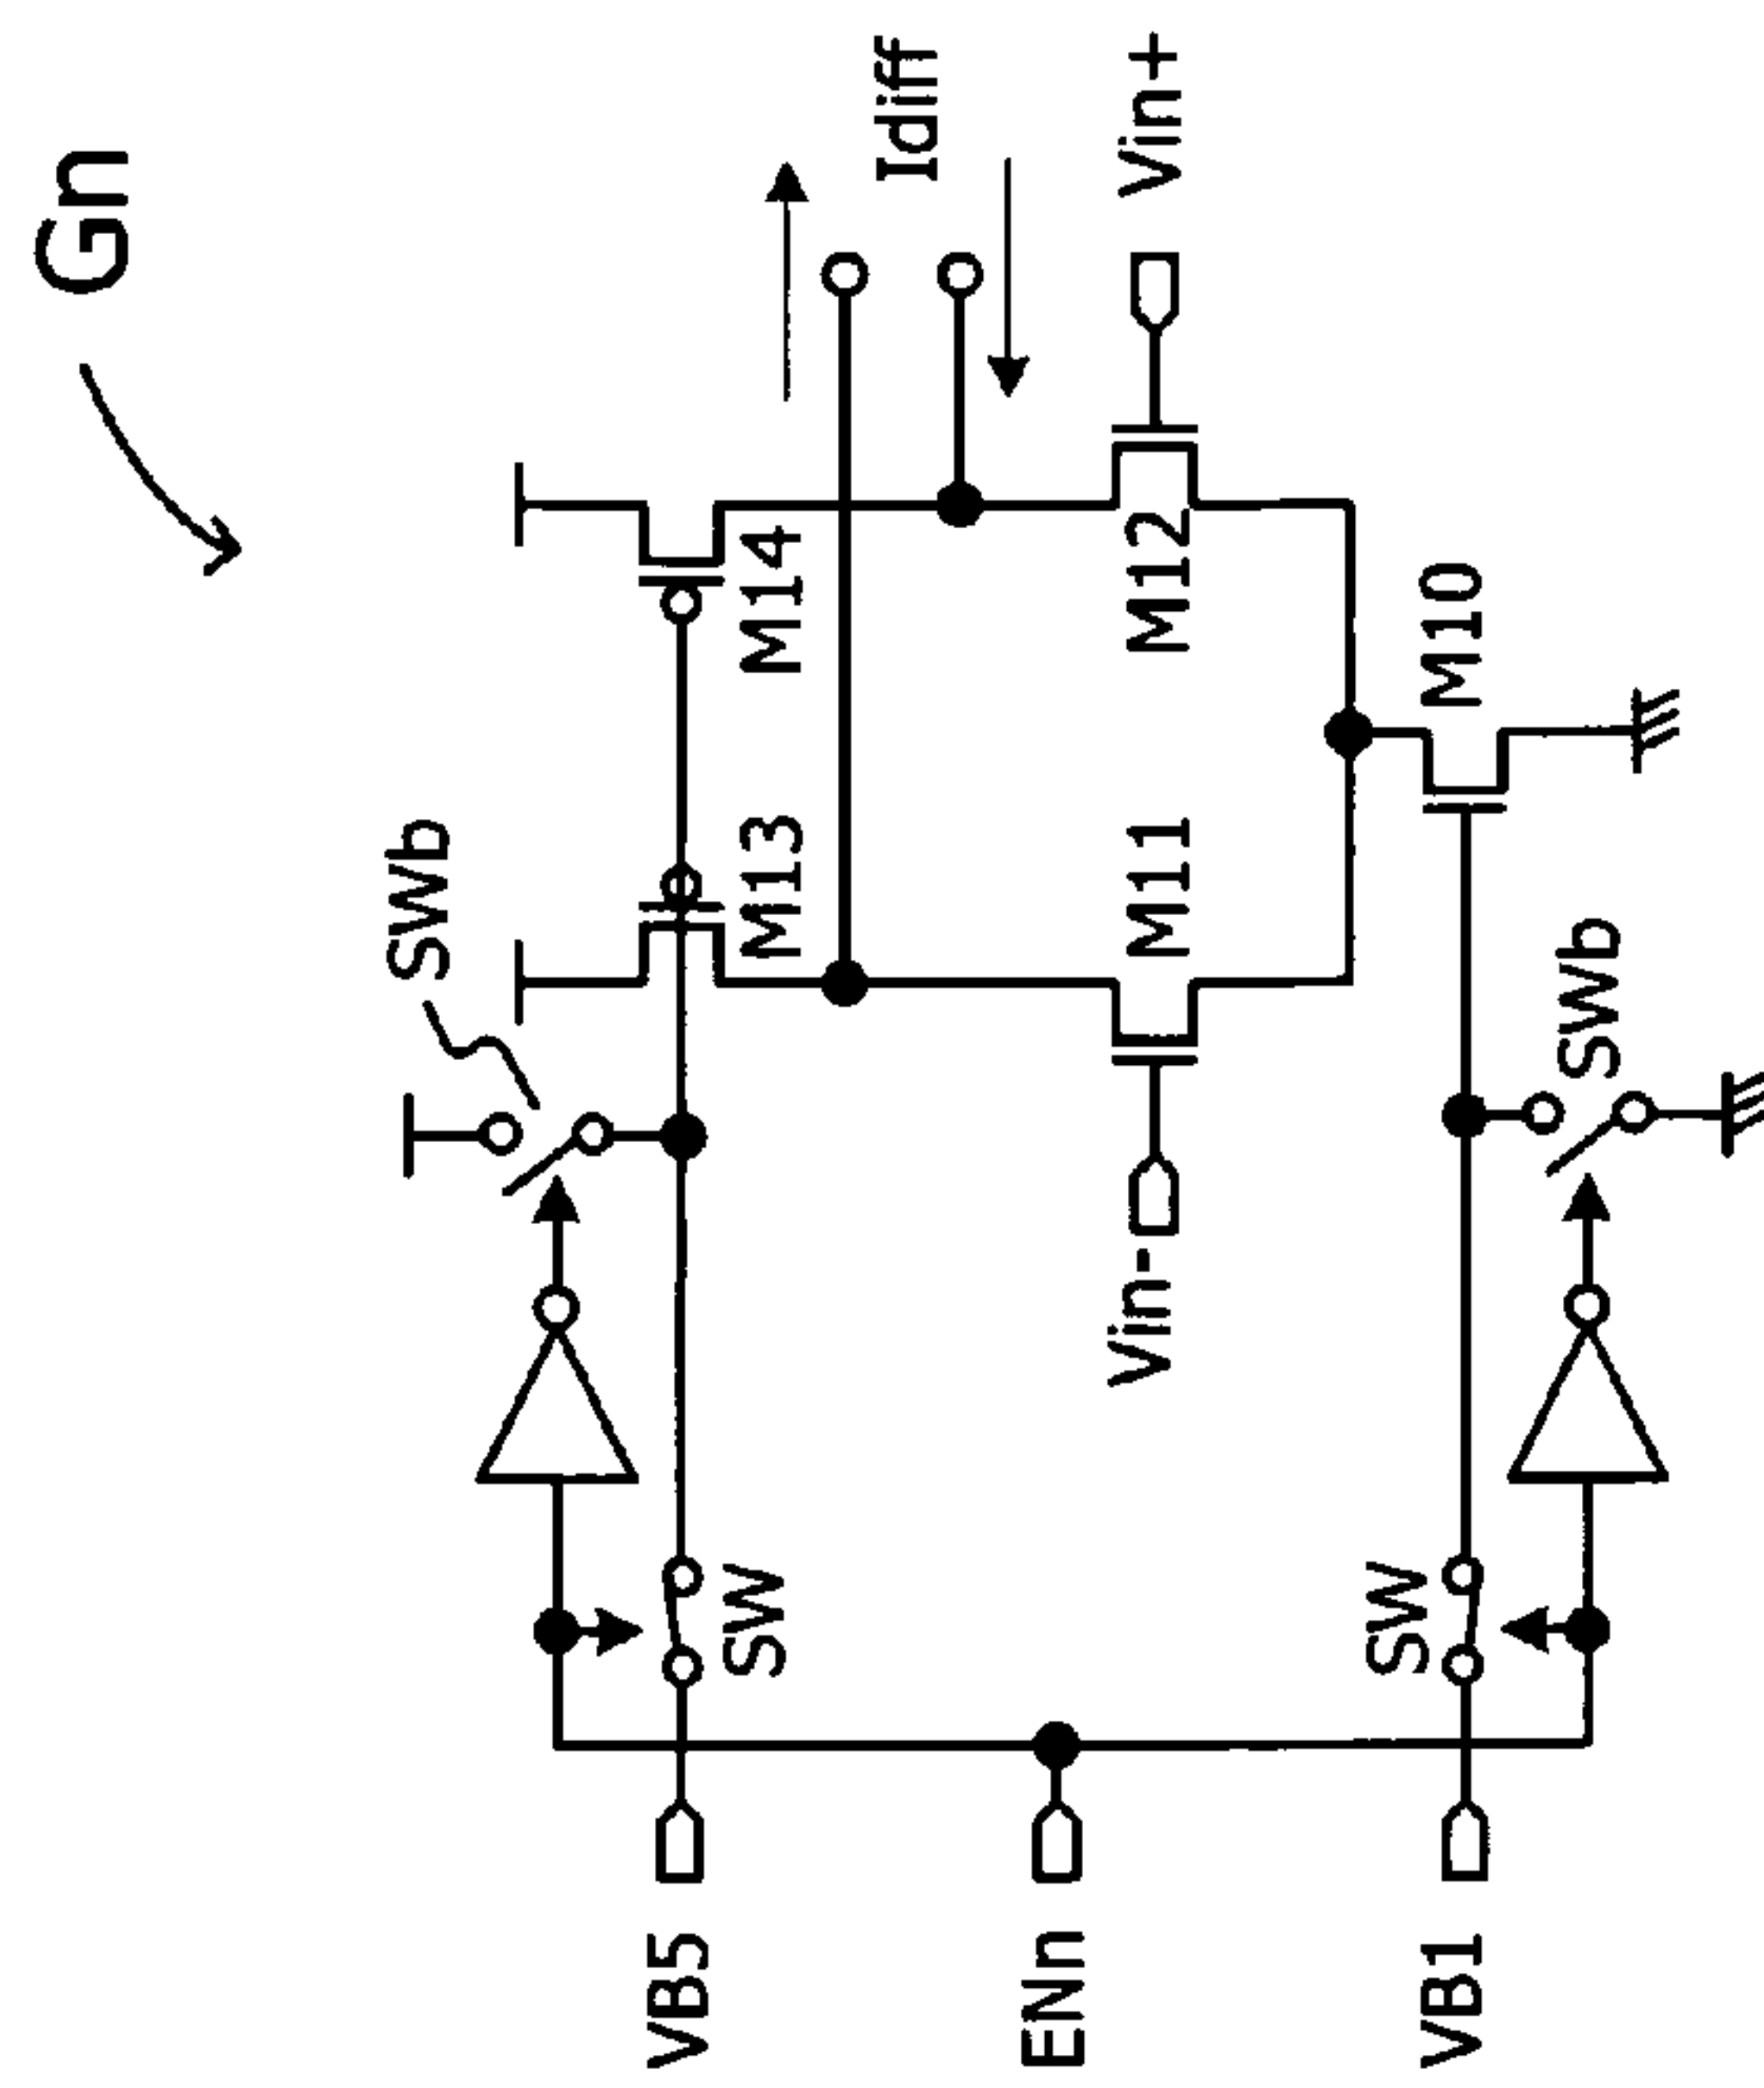 Gn
SWb
VB5
SW
M13
M14
Idiff
ENn
Vin-
M11
M12
Vin+
SW
VB1
M10
SWb